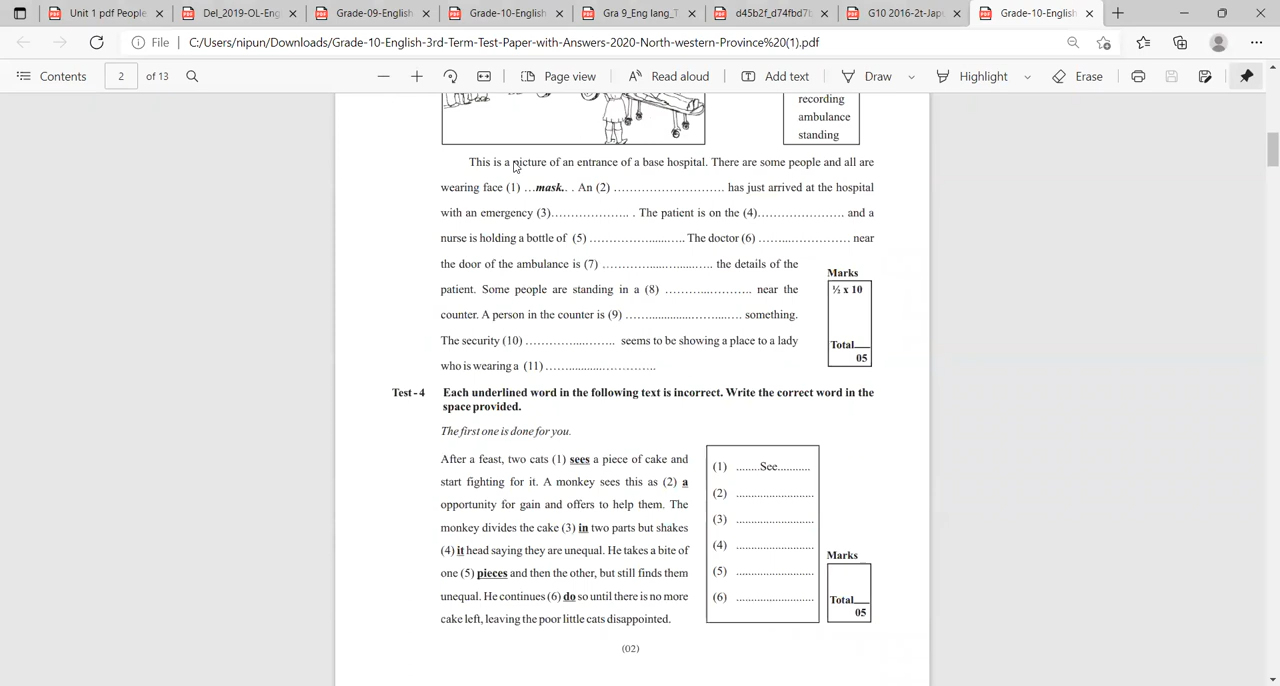 Unit 1 pdf People
Del_2019-OL-Eng
Grade-09-English
Grade-10-English
Gra 9_Eng lang_T
d45b2f_d74fbd7b
G10 2016-2t-Jap
Grade-10-English
File C:/Users/nipun/Downloads/Grade-10-English-3rd-Term-Test-Paper-with-Answers-2020-North-western-Province%20(1).pdf
Contents 2 of 13 Page view Read aloud Add text Draw Highlight Erase
recording
ambulance
standing
This is a picture of an entrance of a base hospital. There are some people and all are
wearing face (1) …mask.. . An (2) ………………………. has just arrived at the hospital
with an emergency (3)……………….. . The patient is on the (4)…………………. and a
nurse is holding a bottle of (5) ……………......….. The doctor (6) ……...…………… near
the door of the ambulance is (7) …………....…......….. the details of the
patient. Some people are standing in a (8) ………...……….. near the
counter. A person in the counter is (9) ……..............……...…. something.
The security (10) …………....…….. seems to be showing a place to a lady
who is wearing a (11) ……...........………….
Marks
½ x 10
Total
05
Test - 4 Each underlined word in the following text is incorrect. Write the correct word in the
space provided.
The first one is done for you.
After a feast, two cats (1) sees a piece of cake and
start fighting for it. A monkey sees this as (2) a
opportunity for gain and offers to help them. The
monkey divides the cake (3) in two parts but shakes
(4) it head saying they are unequal. He takes a bite of
one (5) pieces and then the other, but still finds them
unequal. He continues (6) do so until there is no more
cake left, leaving the poor little cats disappointed.
(1) ........See...........
(2) ..........................
(3) ..........................
(4) ..........................
(5) ..........................
(6) ..........................
Marks
Total
05
(02)